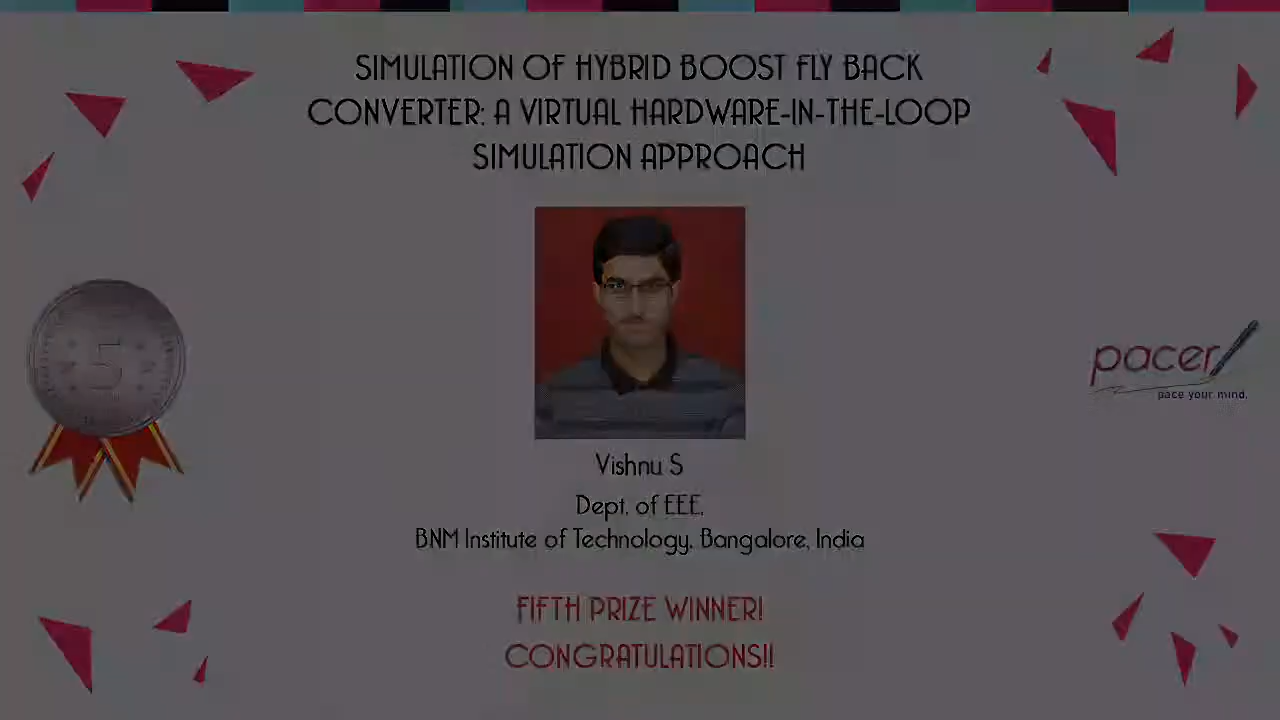 SIMULATION OF HYBRID BOOST FLY BACK
CONVERTER: A VIRTUAL HARDWARE-IN-THE-LOOP
SIMULATION APPROACH
5
pacer
pace your mind.
Vishnu S
Dept. of EEE,
BNM Institute of Technology, Bangalore, India
FIFTH PRIZE WINNER!
CONGRATULATIONS!!